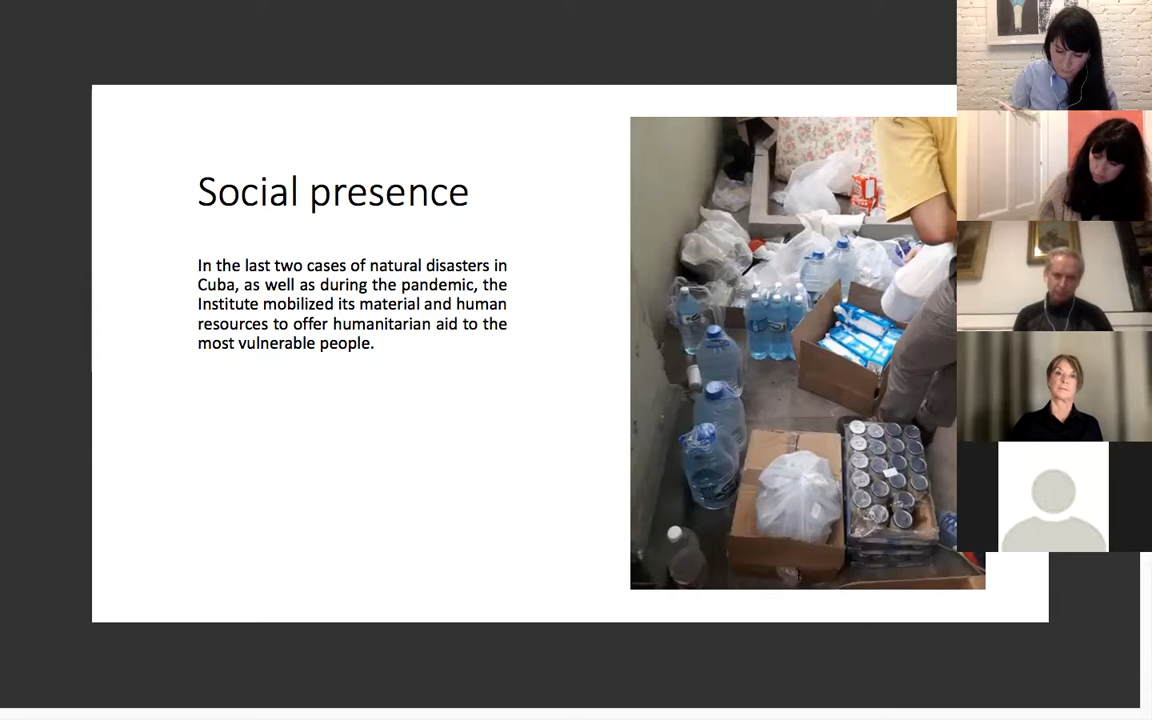 Social presence
In the last two cases of natural disasters in
Cuba, as well as during the pandemic, the
Institute mobilized its material and human
resources to offer humanitarian aid to the
most vulnerable people.